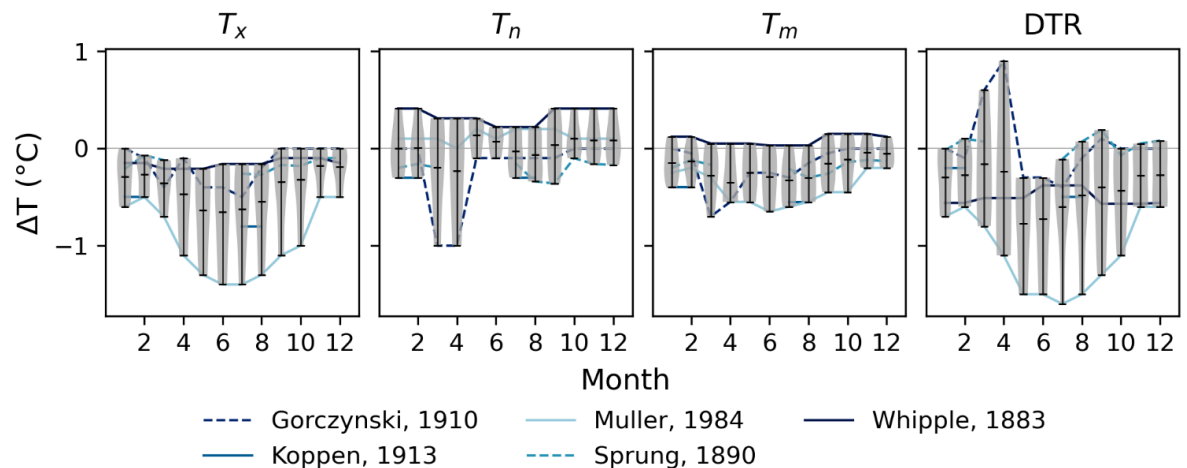 Tx Tn Tm DTR
1
0
−1
ΔT (°C)
2 4 6 8 10 12 2 4 6 8 10 12 2 4 6 8 10 12 2 4 6 8 10 12
Month
Gorczynski, 1910 Muller, 1984 Whipple, 1883
Koppen, 1913 Sprung, 1890